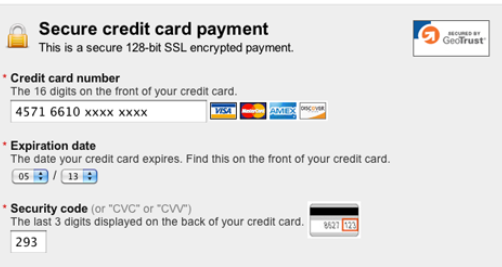 Secure credit card payment
This is a secure 128-bit SSL encrypted payment.
SECURED BY
GeoTrust
* Credit card number
The 16 digits on the front of your credit card.
4571 6610 xxxx xxxx
VISA MasterCard AMEX DISCOVER
* Expiration date
The date your credit card expires. Find this on the front of your credit card.
05 / 13
* Security code (or "CVC" or "CVV")
The last 3 digits displayed on the back of your credit card.
8627 123
293